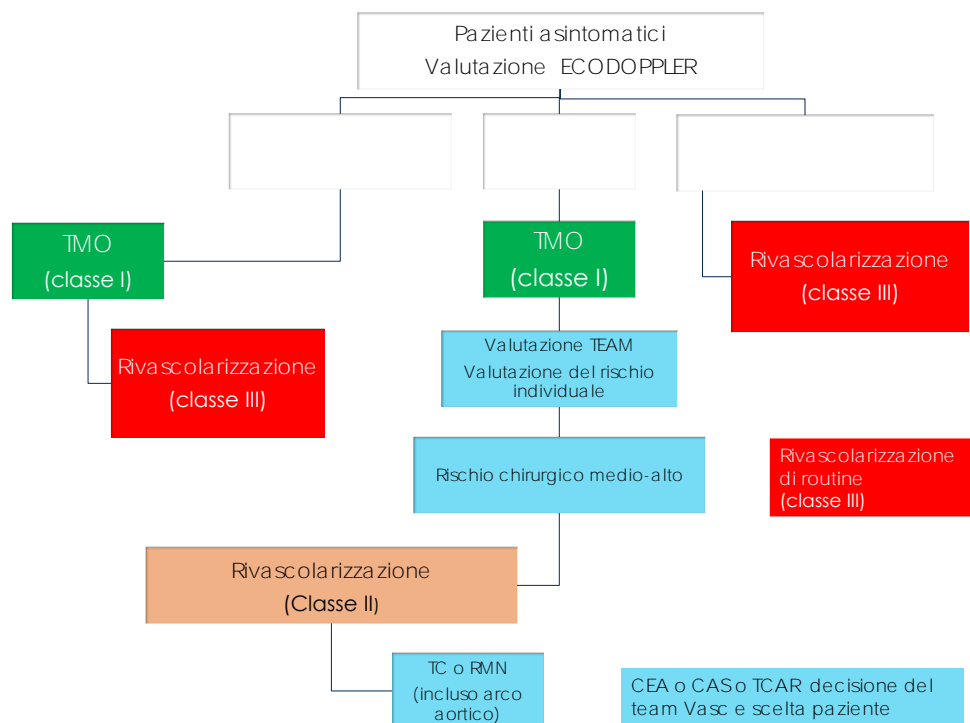 Pazienti asintomatici
Valutazione ECODOPPLER
TMO
(classe I)
TMO
(classe I)
Rivascolarizzazione
(classe III)
Rivascolarizzazione
(classe III)
Valutazione TEAM
Valutazione del rischio
individuale
Rischio chirurgico medio-alto
Rivascolarizzazione
di routine
(classe III)
Rivascolarizzazione
(Classe II)
TC o RMN
(incluso arco
aortico)
CEA o CAS o TCAR decisione del
team Vasc e scelta paziente